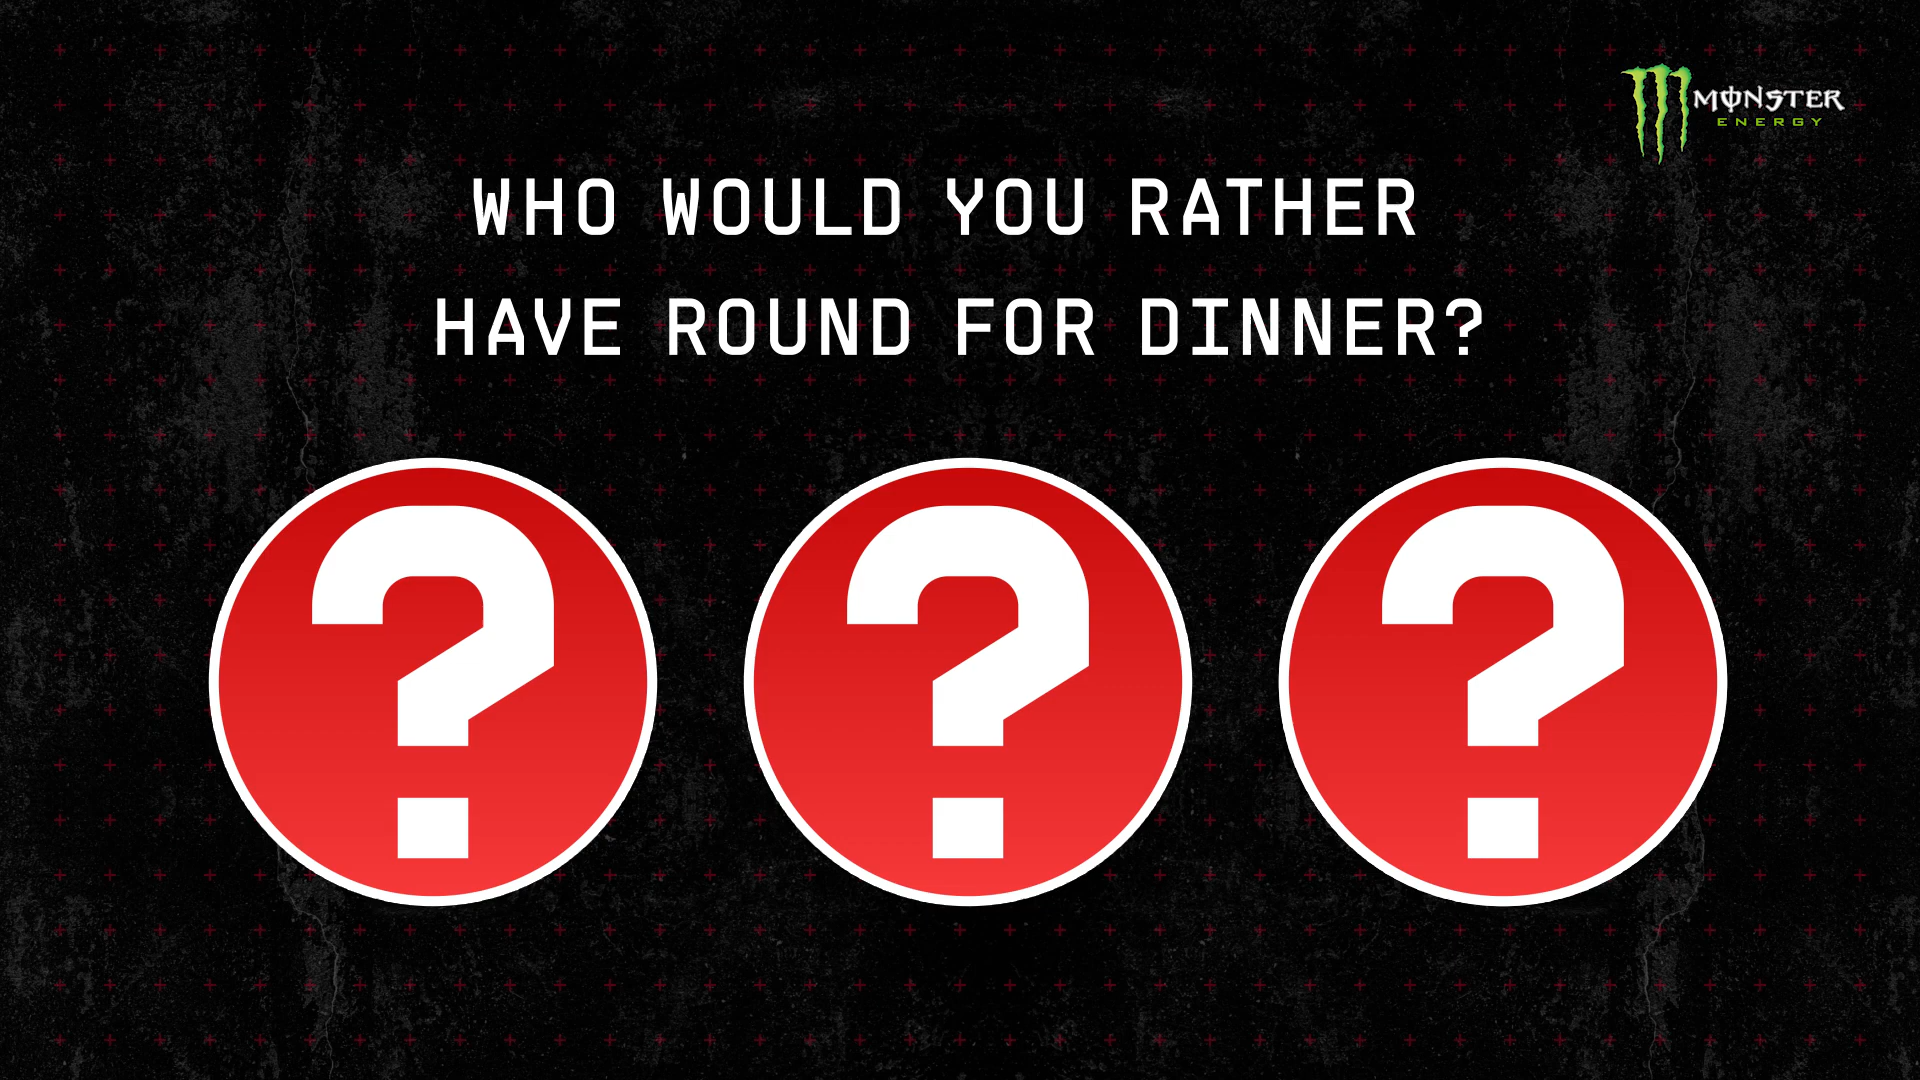 MONSTER
ENERGY
WHO WOULD YOU RATHER
HAVE ROUND FOR DINNER?
? ? ?